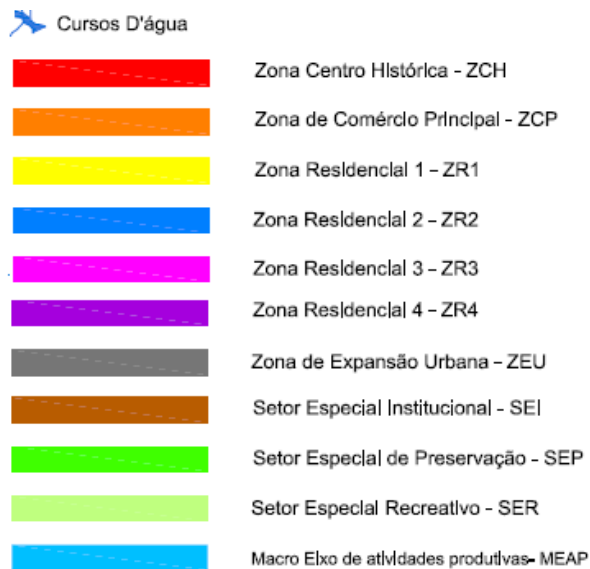 Cursos D'água
Zona Centro Histórica - ZCH
Zona de Comércio Principal - ZCP
Zona Residencial 1 - ZR1
Zona Residencial 2 - ZR2
Zona Residencial 3 - ZR3
Zona Residencial 4 - ZR4
Zona de Expansão Urbana - ZEU
Setor Especial Institucional - SEI
Setor Especial de Preservação - SEP
Setor Especial Recreativo - SER
Macro Eixo de atividades produtivas- MEAP